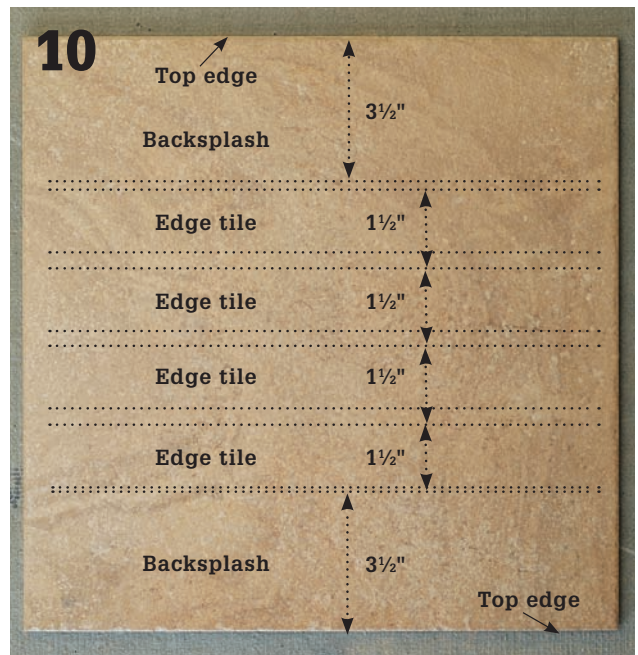 10
Top edge
3½"
Backsplash
Edge tile 1½"
Edge tile 1½"
Edge tile 1½"
Edge tile 1½"
Backsplash 3½"
Top edge